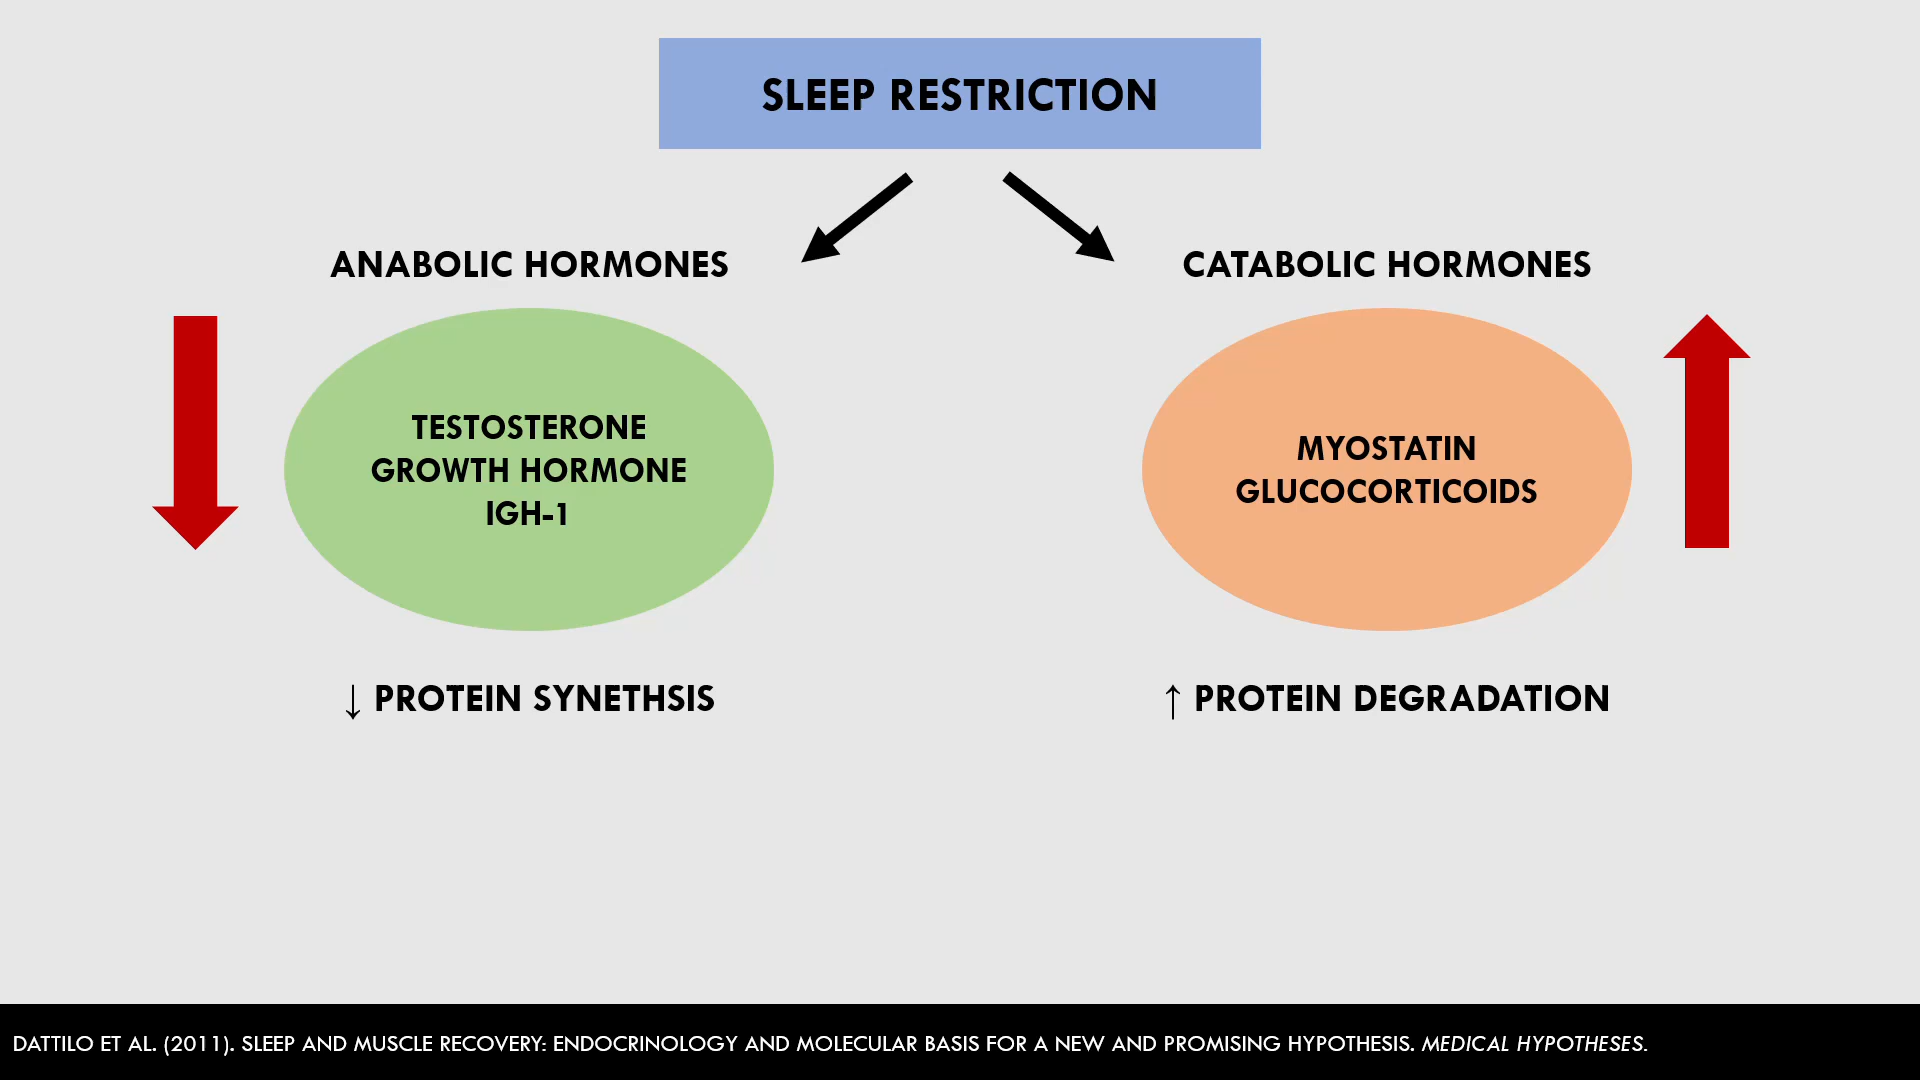 SLEEP RESTRICTION
ANABOLIC HORMONES
TESTOSTERONE
GROWTH HORMONE
IGH-1
↓ PROTEIN SYNETHSIS
CATABOLIC HORMONES
MYOSTATIN
GLUCOCORTICOIDS
↑ PROTEIN DEGRADATION
DATTILO ET AL. (2011). SLEEP AND MUSCLE RECOVERY: ENDOCRINOLOGY AND MOLECULAR BASIS FOR A NEW AND PROMISING HYPOTHESIS. MEDICAL HYPOTHESES.